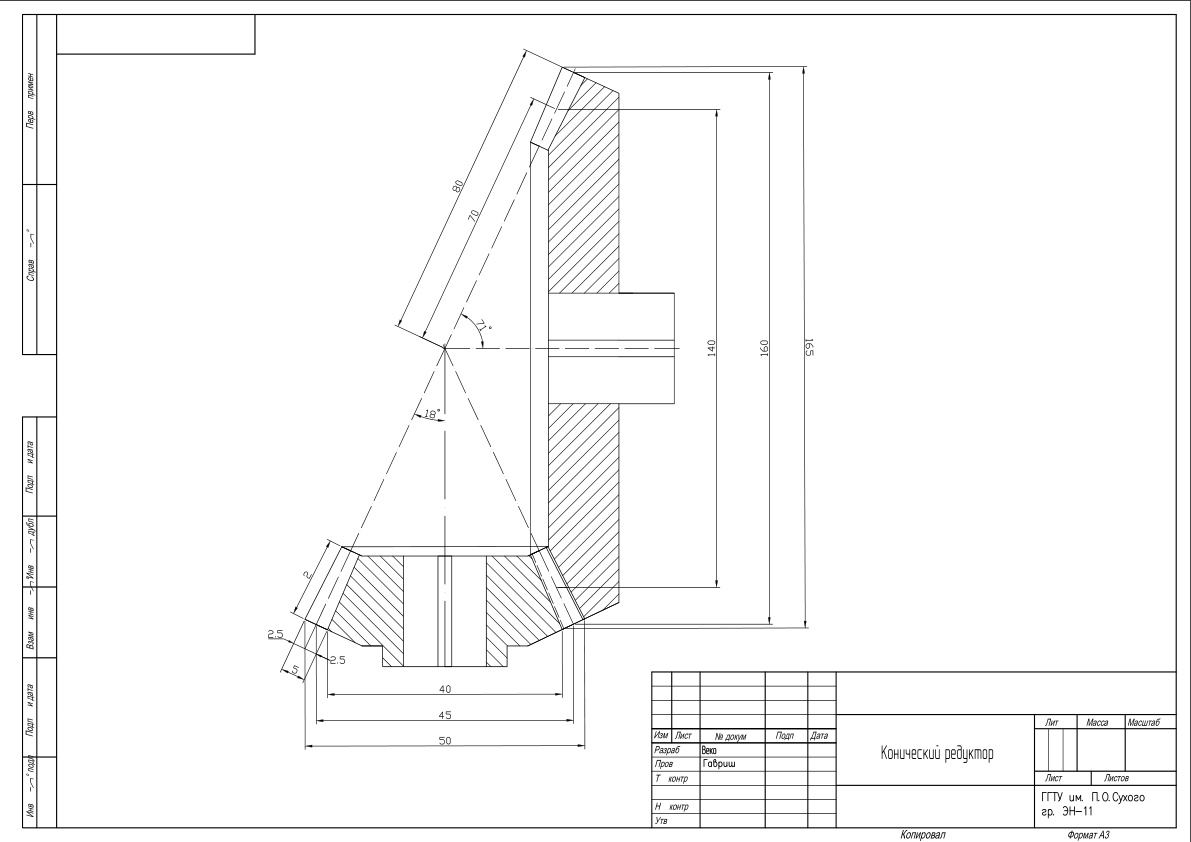 Перв примен
Справ №
Подп и дата
Инв № дубл
Взам инв №
Подп и дата
Инв № подл
80
70
71°
18°
140
160
165
2
2.5
2.5
5
40
45
50
Изм Лист № докум Подп Дата
Разраб Века
Пров Гавриш
Т контр
Н контр
Утв
Конический редуктор
Лит Масса Масштаб
Лист Листов
ГГТУ им. П.О.Сухого
гр. ЭН-11
Копировал Формат А3